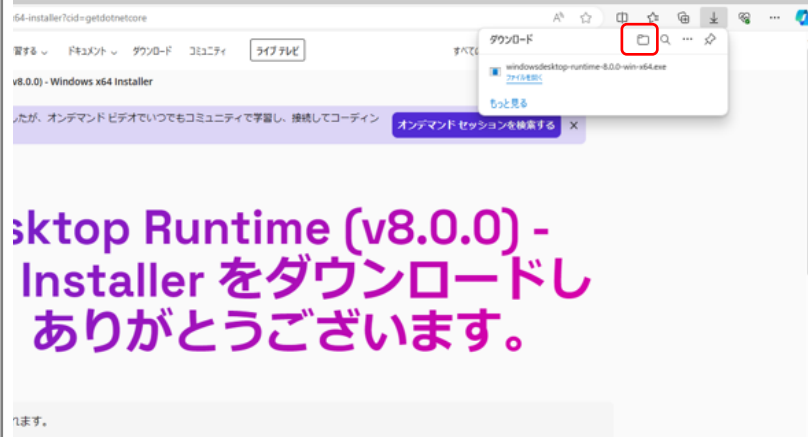 64-installer?cid=getdotnetcore
習する
ドキュメント
ダウンロード
コミュニティ
ライブ テレビ
すべて
ダウンロード
windowsdesktop-runtime-8.0.0-win-x64.exe
ファイルを開く
もっと見る
v8.0.0) - Windows x64 Installer
したが、オンデマンド ビデオでいつでもコミュニティで学習し、接続してコーディン
オンデマンド セッションを検索する
sktop Runtime (v8.0.0) -
Installer をダウンロードし
ありがとうございます。
れます。